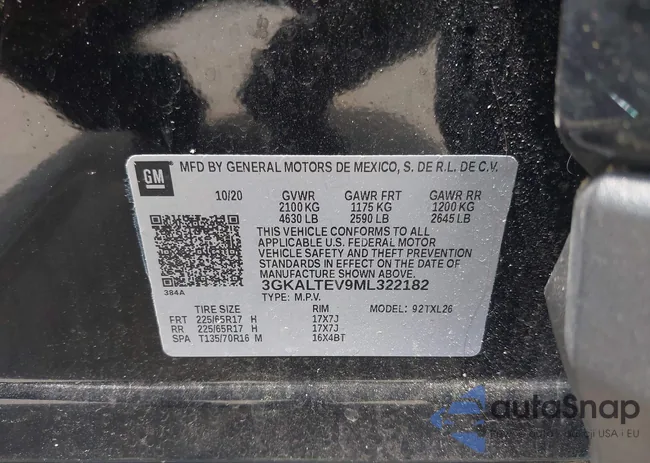 GM
MFD BY GENERAL MOTORS DE MEXICO, S. DE R.L. DE C.V.
10/20 GVWR GAWR FRT GAWR RR
2100 KG 1175 KG 1200 KG
4630 LB 2590 LB 2645 LB
THIS VEHICLE CONFORMS TO ALL
APPLICABLE U.S. FEDERAL MOTOR
VEHICLE SAFETY AND THEFT PREVENTION
STANDARDS IN EFFECT ON THE DATE OF
MANUFACTURE SHOWN ABOVE.
384A
3GKALTEV9ML322182
TYPE: M.P.V. MODEL: 92TXL26
TIRE SIZE RIM
FRT 225/65R17 H 17X7J
RR 225/65R17 H 17X7J
SPA T135/70R16 M 16X4BT
autoSnap
USA · EU